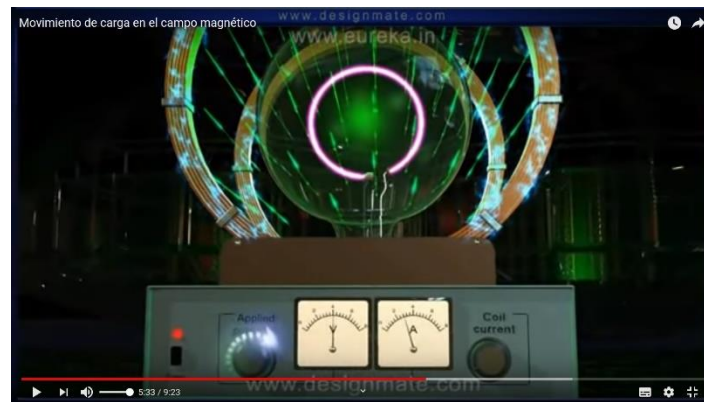 www.designmate.com
Movimiento de carga en el campo magnético
www.eureka.in
Applied
Coil
current
V
A
www.designmate.com
5:33 / 9:23